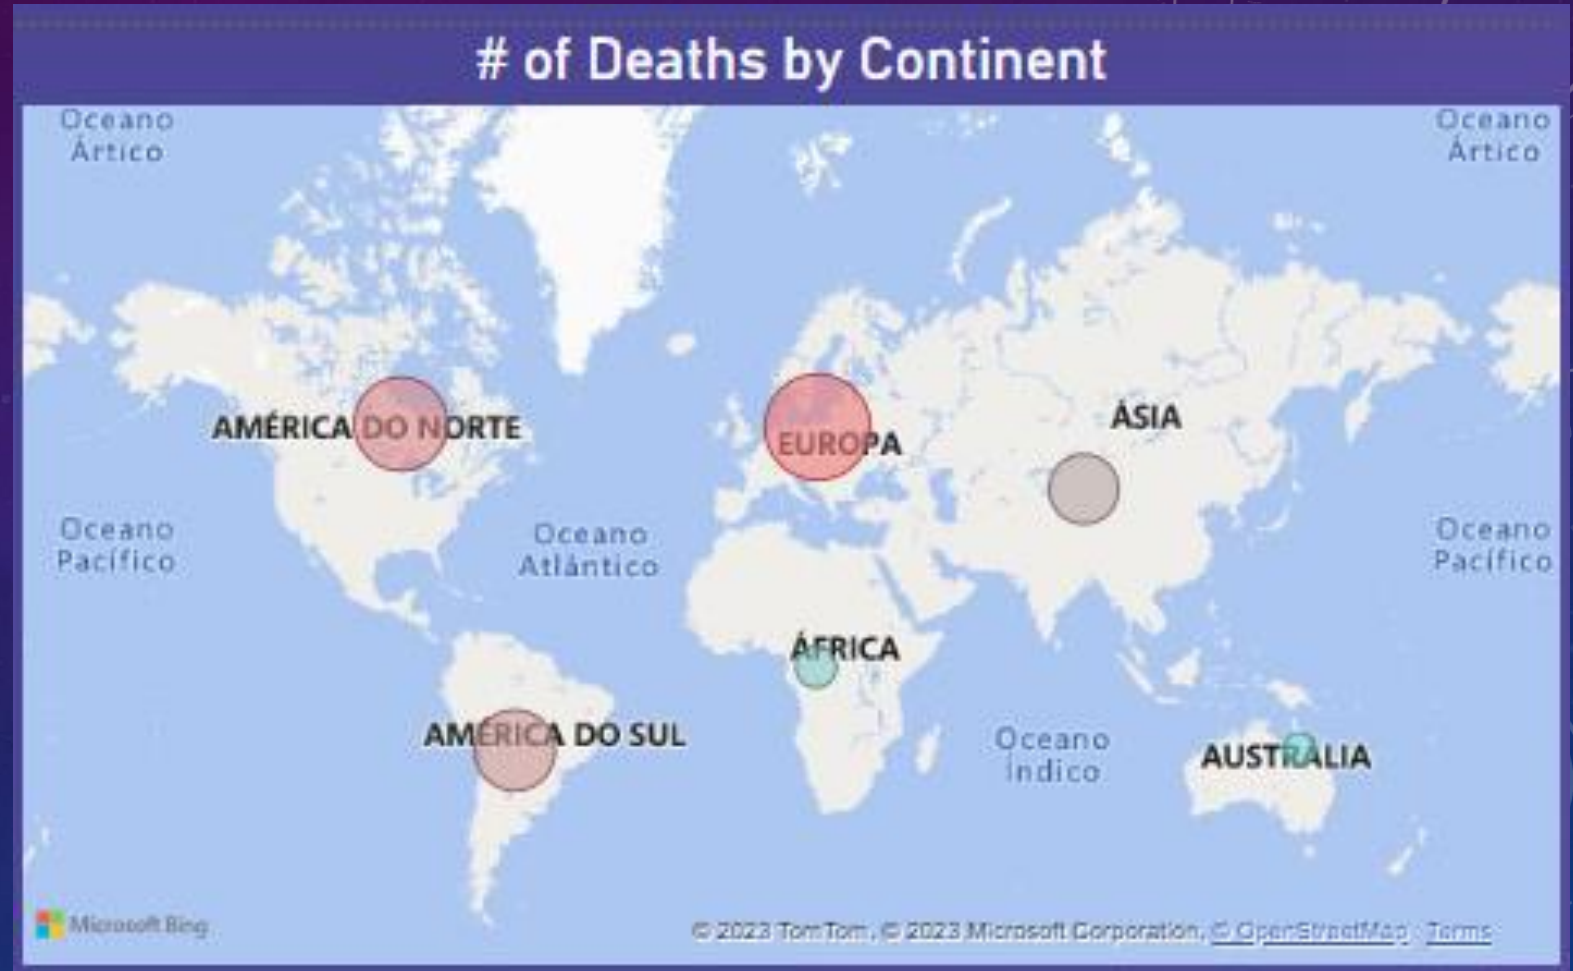 # of Deaths by Continent
Oceano
Ártico
Oceano
Ártico
AMÉRICA DO NORTE
EUROPA
ÁSIA
Oceano
Pacífico
Oceano
Atlântico
Oceano
Pacífico
ÁFRICA
AMÉRICA DO SUL
Oceano
Índico
AUSTRALIA
Microsoft Bing
© 2023 TomTom, © 2023 Microsoft Corporation, © OpenStreetMap Terms